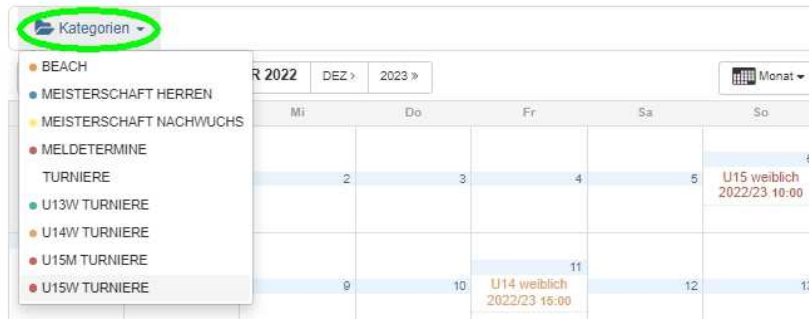 Kategorien
BEACH
MEISTERSCHAFT HERREN
MEISTERSCHAFT NACHWUCHS
MELDETERMINE
TURNIERE
U13W TURNIERE
U14W TURNIERE
U15M TURNIERE
U15W TURNIERE
R 2022 DEZ › 2023 »
Monat
Mi Do Fr Sa So
2 3 4 5
U15 weiblich
2022/23 10:00
9 10 11 12
U14 weiblich
2022/23 15:00